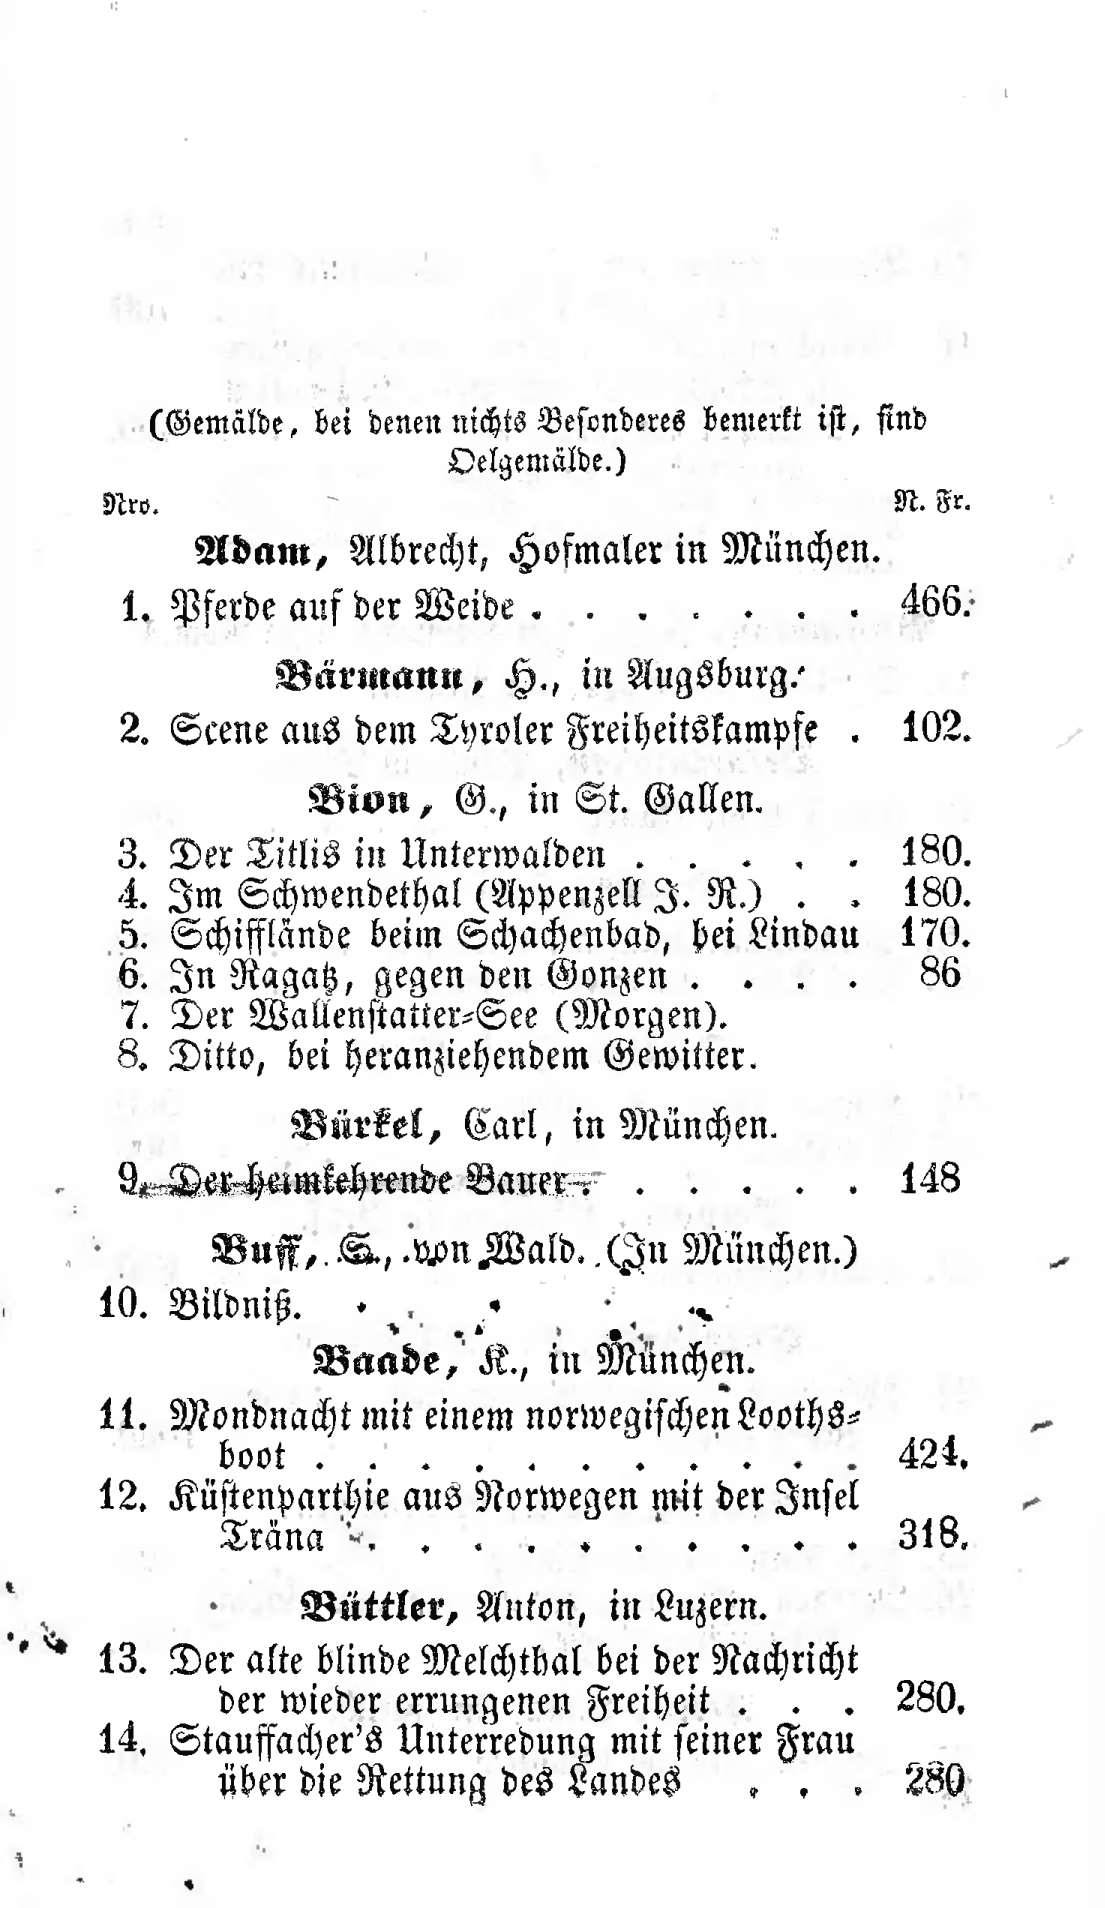 (Gemälde, bei denen nichts Besonderes bemerkt ist, sind
Oelgemälde.)
Nro. N. Fr.
Adam, Albrecht, Hofmaler in München.
1. Pferde auf der Weide . . . . . . . 466.
Bärmann, H., in Augsburg.
2. Scene aus dem Tyroler Freiheitskampfe . 102.
Bion, G., in St. Gallen.
3. Der Titlis in Unterwalden . . . . . 180.
4. Im Schwendethal (Appenzell J. R.) . . 180.
5. Schifflände beim Schachenbad, bei Lindau 170.
6. In Ragatz, gegen den Gonzen . . . . 86
7. Der Wallenstatter-See (Morgen).
8. Ditto, bei heranziehendem Gewitter.
Bürkel, Carl, in München.
9. Der heimkehrende Bauer . . . . . . 148
Buff, S., von Wald. (In München.)
10. Bildniß.
Baade, K., in München.
11. Mondnacht mit einem norwegischen Looths-
boot . . . . . . . . . . . 424.
12. Küstenparthie aus Norwegen mit der Insel
Träna . . . . . . . . . . 318.
Büttler, Anton, in Luzern.
13. Der alte blinde Melchthal bei der Nachricht
der wieder errungenen Freiheit . . . 280.
14. Stauffacher's Unterredung mit seiner Frau
über die Rettung des Landes . . . 280